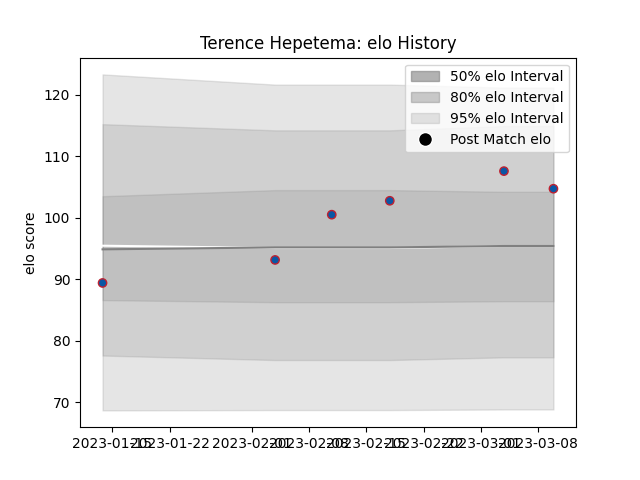 Terence Hepetema: elo History
50% elo Interval
80% elo Interval
95% elo Interval
Post Match elo
elo score
120
110
100
90
80
70
2023-01-15 2023-01-22 2023-02-01 2023-02-08 2023-02-15 2023-02-22 2023-03-01 2023-03-08